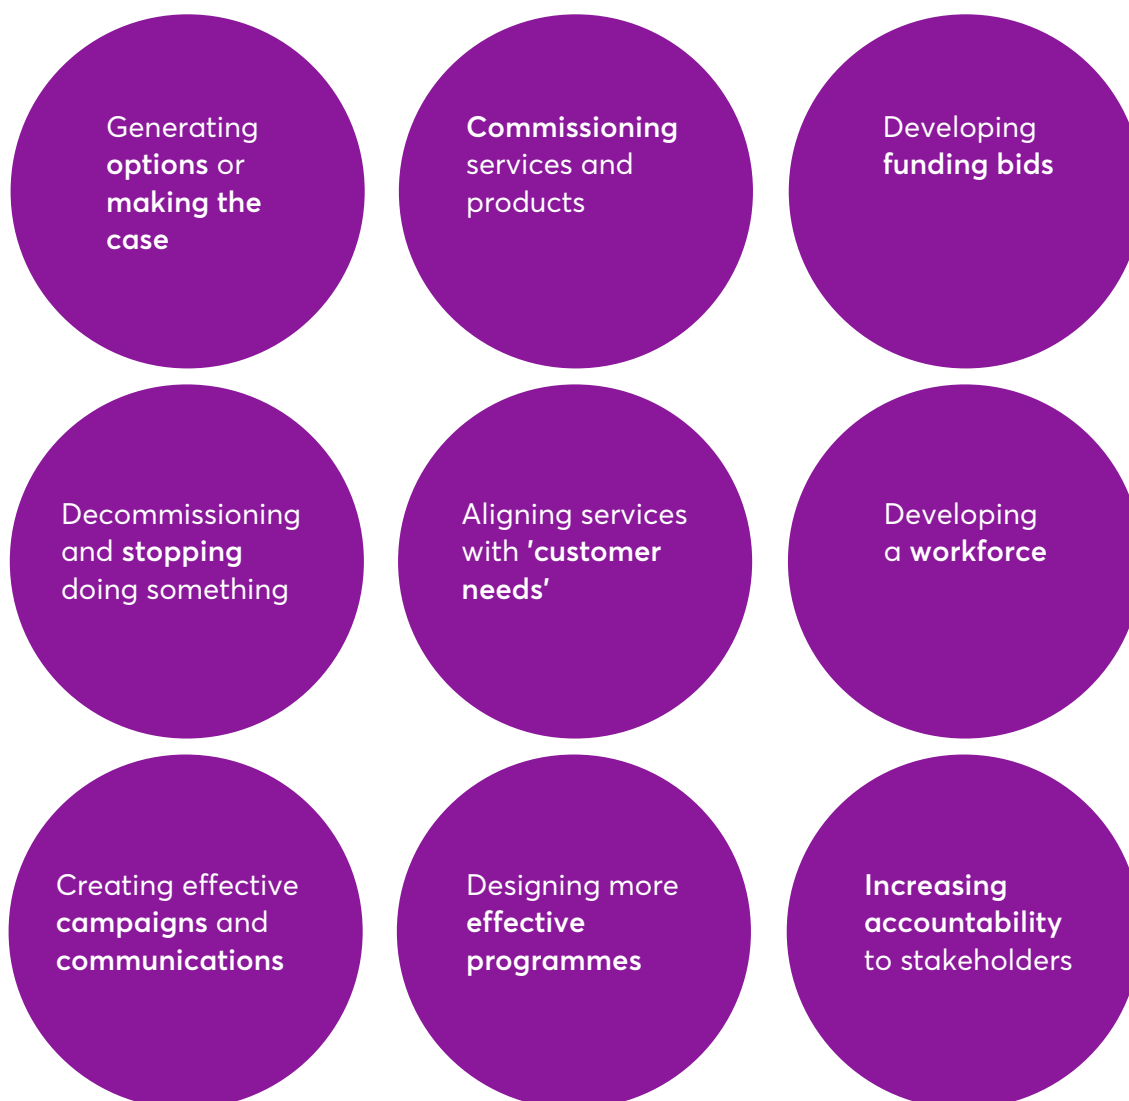 Generating
options or
making the
case
Commissioning
services and
products
Developing
funding bids
Decommissioning
and stopping
doing something
Aligning services
with 'customer
needs'
Developing
a workforce
Creating effective
campaigns and
communications
Designing more
effective
programmes
Increasing
accountability
to stakeholders